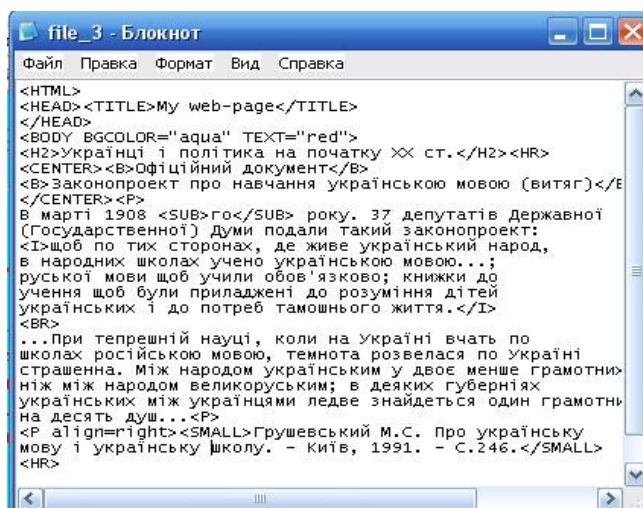 file_3 - Блокнот
Файл Правка Формат Вид Справка
<HTML>
<HEAD><TITLE>My web-page</TITLE>
</HEAD>
<BODY BGCOLOR="aqua" TEXT="red">
<H2>Українці і політика на початку XX ст.</H2><HR>
<CENTER><B>Офіційний документ</B>
<B>Законопроект про навчання українською мовою (витяг)</B
</CENTER><P>
В марті 1908 <SUB>го</SUB> року. 37 депутатів Державної
(Государственної) Думи подали такий законопроект:
<I>щоб по тих сторонах, де живе український народ,
в народних школах учено українською мовою...;
руської мови щоб учили обов'язково; книжки до
учення щоб були приладжені до розуміння дітей
українських і до потреб тамошнього життя.</I>
<BR>
...При тепрешній науці, коли на Україні вчать по
школах російською мовою, темнота розвелася по Україні
страшенна. Між народом українським у двоє менше грамотних
ніж між народом великоруським; в деяких губерніях
українських між українцями ледве знайдеться один грамотни
на десять душ...<P>
<P align=right><SMALL>Грушевський М.С. Про українську
мову і українську школу. - Київ, 1991. - С.246.</SMALL>
<HR>